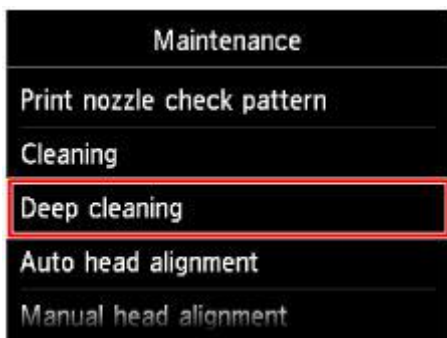 Maintenance
Print nozzle check pattern
Cleaning
Deep cleaning
Auto head alignment
Manual head alignment